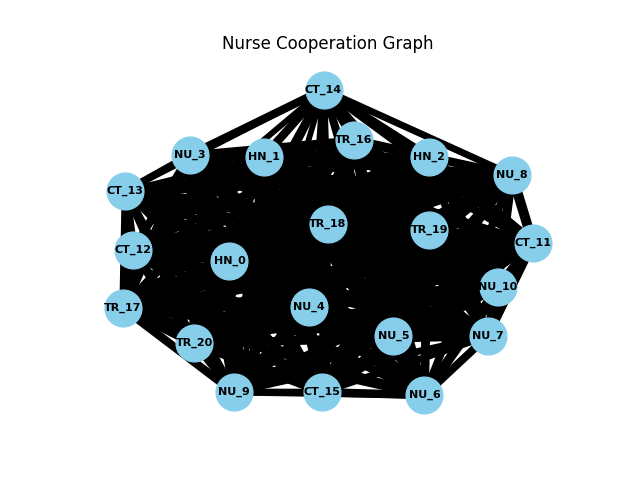 Nurse Cooperation Graph
CT_14
TR_16
NU_3
HN_1
HN_2
NU_8
CT_13
TR_18
TR_19
CT_11
CT_12
HN_0
NU_10
TR_17
NU_4
TR_20
NU_5
NU_7
NU_9
CT_15
NU_6